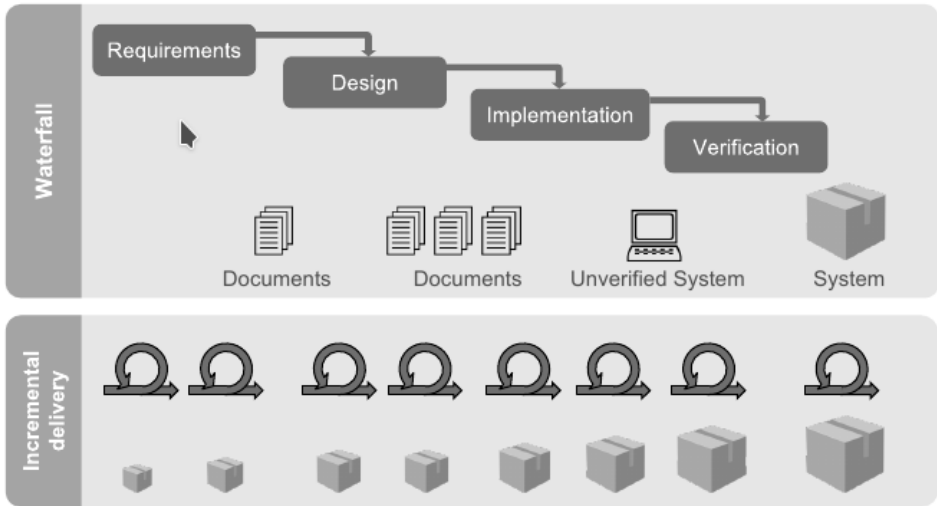 Waterfall
Requirements
Design
Implementation
Verification
Documents
Documents
Unverified System
System
Incremental
delivery